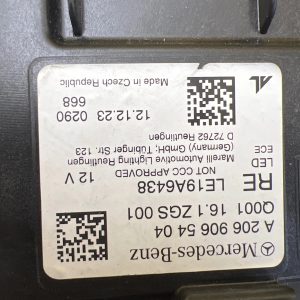 Mercedes-Benz
A 206 906 54 04
Q001 16.1 ZGS 001
RE LE19A6438
LED 12 V
ECE NOT CCC APPROVED
Marelli Automotive Lighting Reutlingen
(Germany) GmbH; Tübinger Str. 123
D 72762 Reutlingen
12.12.23 0290
668
AL
Made in Czech Republic